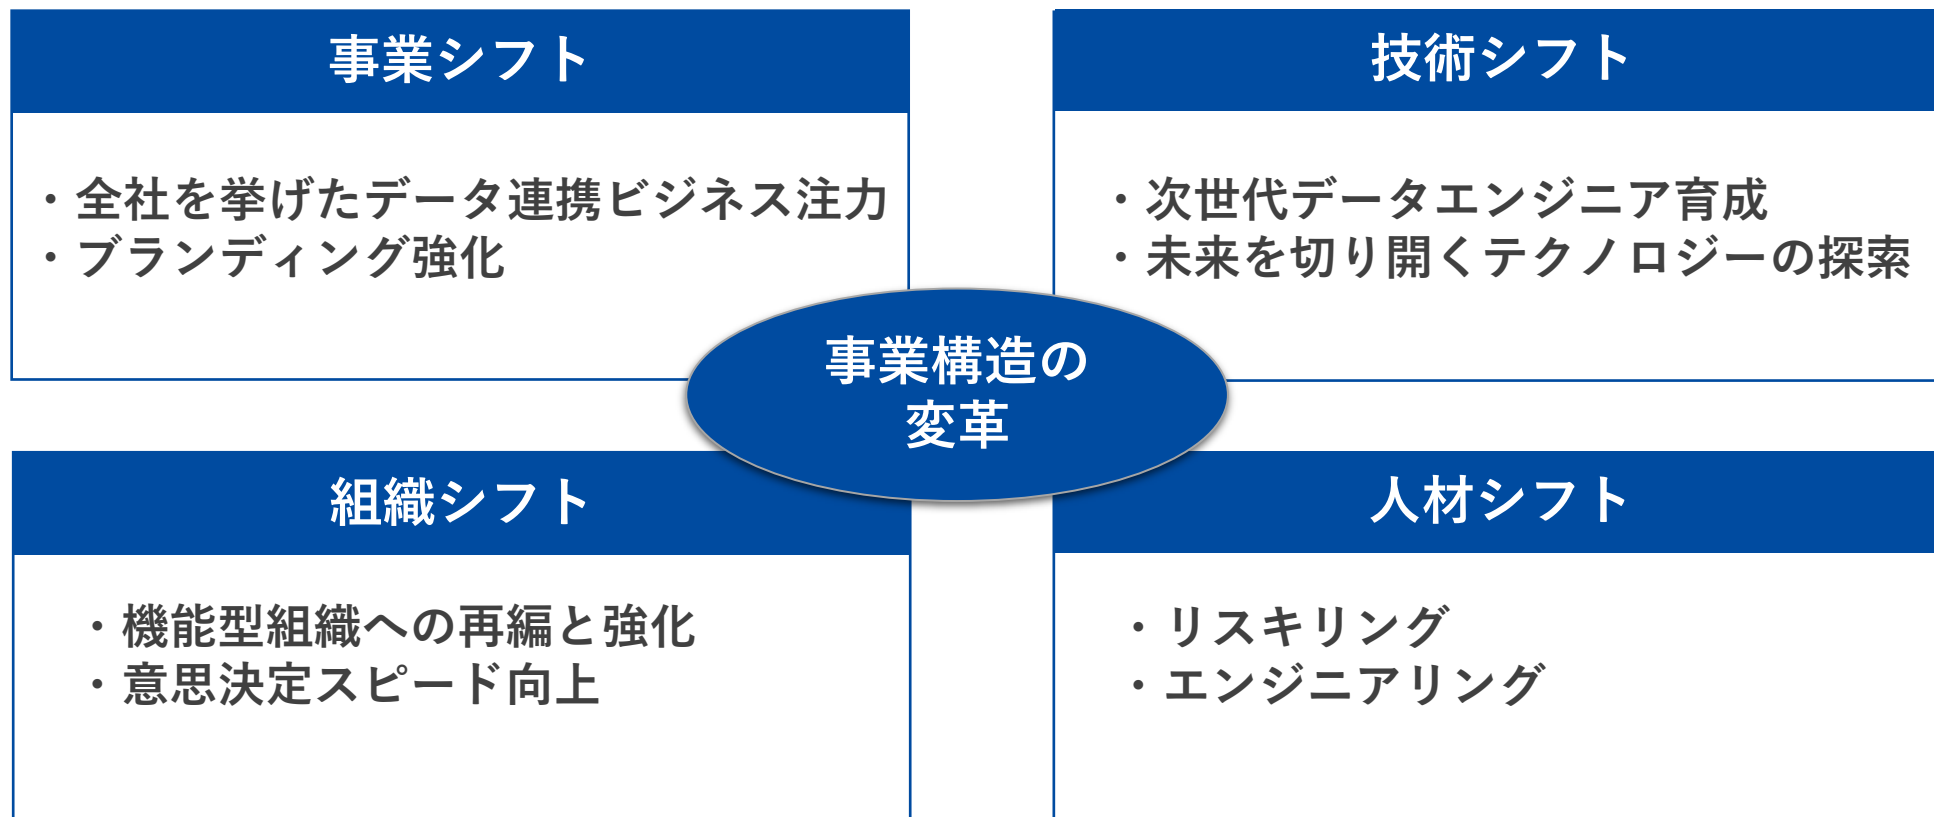 事業シフト
・全社を挙げたデータ連携ビジネス注力
・ブランディング強化
技術シフト
・次世代データエンジニア育成
・未来を切り開くテクノロジーの探索
事業構造の
変革
組織シフト
・機能型組織への再編と強化
・意思決定スピード向上
人材シフト
・リスキリング
・エンジニアリング